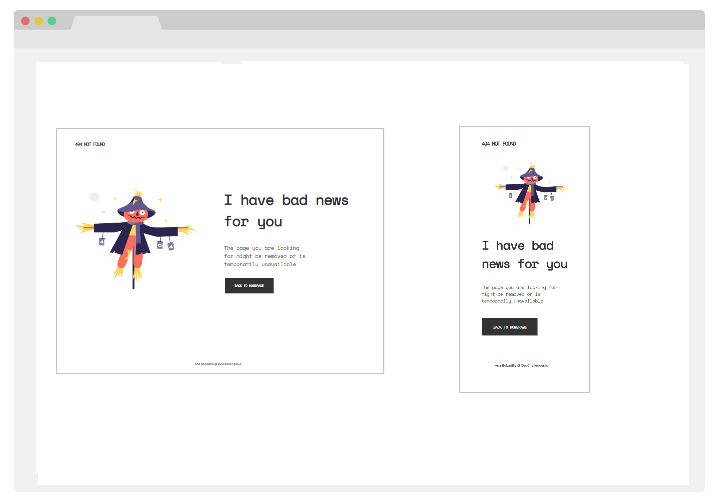 404 NOT FOUND
I have bad news
for you
The page you are looking
for might be removed or is
temporarily unavailable
BACK TO HOMEPAGE
404 NOT FOUND
I have bad
news for you
The page you are looking for
might be removed or is
temporarily unavailable
BACK TO HOMEPAGE